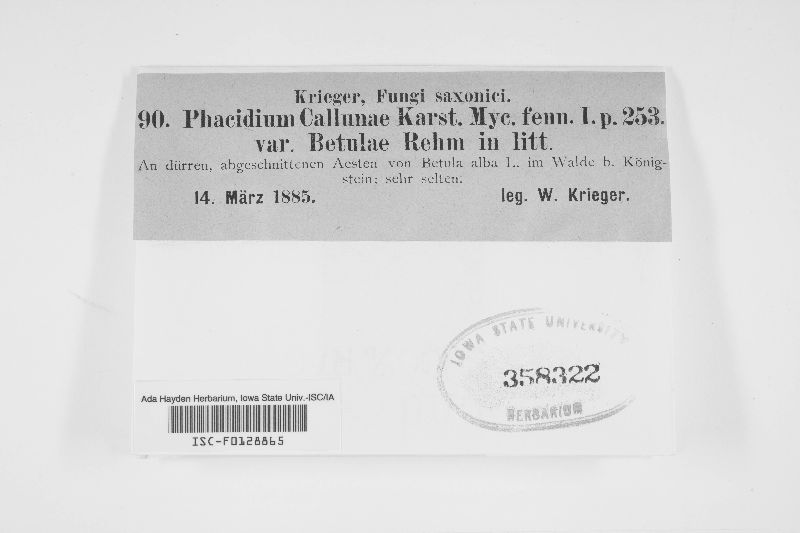 Krieger, Fungi saxonici.
90. Phacidium Callunae Karst. Myc. fenn. I. p. 253.
var. Betulae Rehm in litt.
An dürren, abgeschnittenen Aesten von Betula alba L. im Walde b. König-
stein; sehr selten.
14. März 1885. leg. W. Krieger.
IOWA STATE UNIVERSITY
358322
HERBARIUM
Ada Hayden Herbarium, Iowa State Univ.-ISC/IA
ISC-F0128865